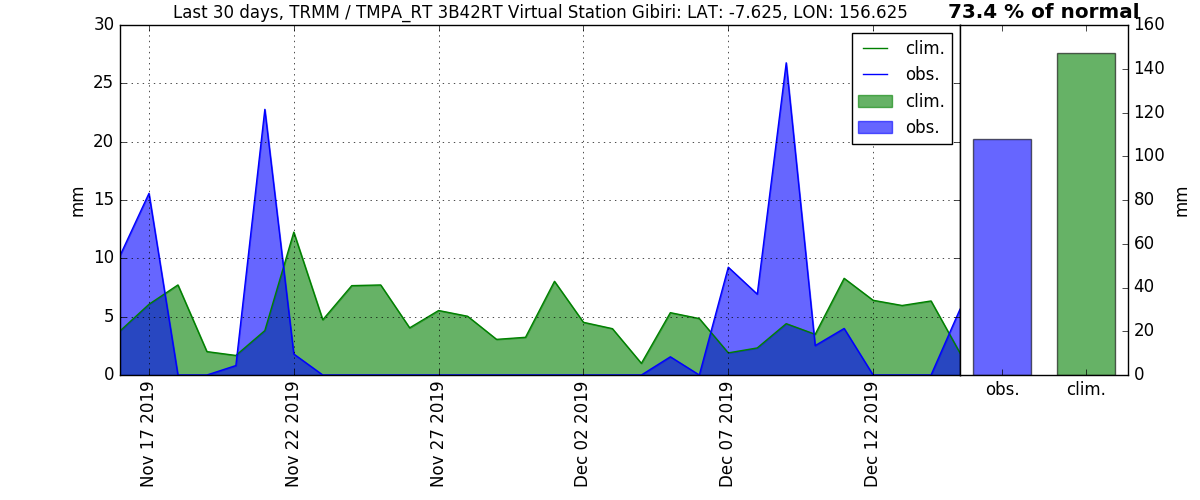 Last 30 days, TRMM / TMPA_RT 3B42RT Virtual Station Gibiri: LAT: -7.625, LON: 156.625
73.4 % of normal
30
25
20
15
10
5
0
mm
clim.
obs.
clim.
obs.
Nov 17 2019
Nov 22 2019
Nov 27 2019
Dec 02 2019
Dec 07 2019
Dec 12 2019
160
140
120
100
80
60
40
20
0
mm
obs.
clim.